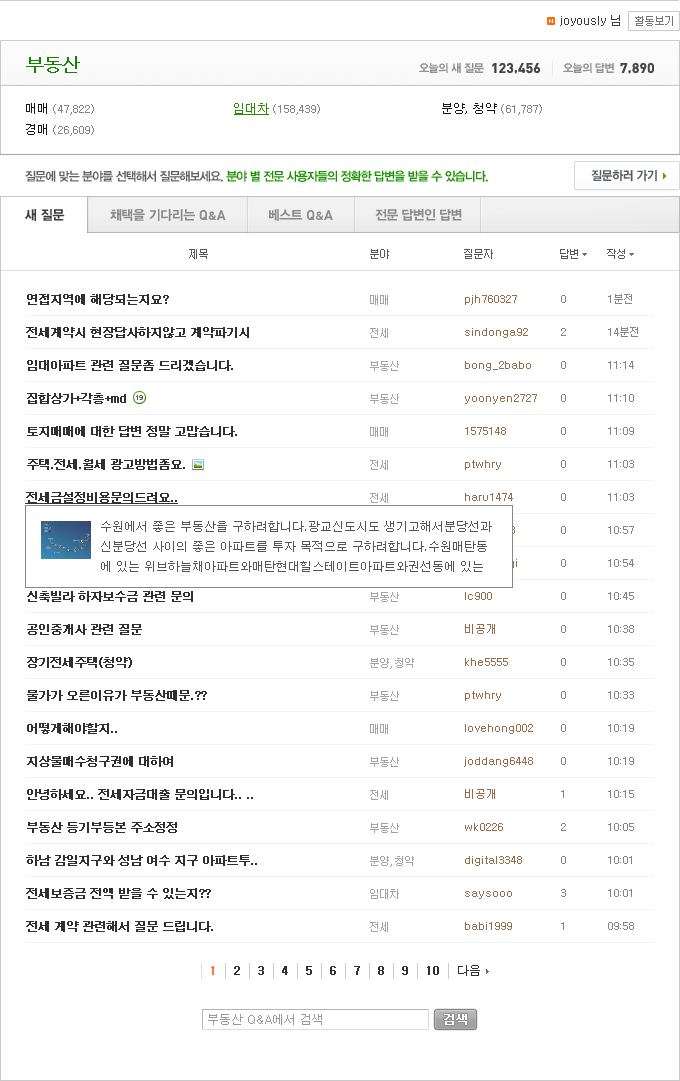 joyously 님 활동보기
부동산 오늘의 새 질문 123,456 오늘의 답변 7,890
매매 (47,822) 임대차 (158,439) 분양, 청약 (61,787)
경매 (26,609)
질문에 맞는 분야를 선택해서 질문해보세요. 분야 별 전문 사용자들의 정확한 답변을 받을 수 있습니다. 질문하러 가기
새 질문 채택을 기다리는 Q&A 베스트 Q&A 전문 답변인 답변
제목 분야 질문자 답변 작성
연접지역에 해당되는지요? 매매 pjh760327 0 1분전
전세계약시 현장답사하지않고 계약파기시 전세 sindonga92 2 14분전
임대아파트 관련 질문좀 드리겠습니다. 부동산 bong_2babo 0 11:14
집합상가+각층+md 19 부동산 yoonyen2727 0 11:10
토지매매에 대한 답변 정말 고맙습니다. 매매 1575148 0 11:09
주택.전세.월세 광고방법좀요. 전세 ptwhry 0 11:03
전세금설정비용문의드려요.. 전세 haru1474 0 11:03
수원에서 좋은 부동산을 구하려합니다.광교신도시도 생기고해서분당선과
신분당선 사이의 좋은 아파트를 투자 목적으로 구하려합니다.수원매탄동
에 있는 위브하늘채아파트와매탄현대힐스테이트아파트와권선동에 있는
0 10:57
0 10:54
신축빌라 하자보수금 관련 문의 부동산 lc900 0 10:45
공인중개사 관련 질문 부동산 비공개 0 10:38
장기전세주택(청약) 분양,청약 khe5555 0 10:35
물가가 오른이유가 부동산때문.?? 부동산 ptwhry 0 10:33
어떻게해야할지.. 매매 lovehong002 0 10:19
지상물매수청구권에 대하여 부동산 joddang6448 0 10:19
안녕하세요.. 전세자금대출 문의입니다.. .. 전세 비공개 1 10:15
부동산 등기부등본 주소정정 부동산 wk0226 2 10:05
하남 감일지구와 성남 여수 지구 아파트투.. 분양,청약 digital3348 0 10:01
전세보증금 전액 받을 수 있는지?? 임대차 saysooo 3 10:01
전세 계약 관련해서 질문 드립니다. 전세 babi1999 1 09:58
1 2 3 4 5 6 7 8 9 10 다음
부동산 Q&A에서 검색 검색